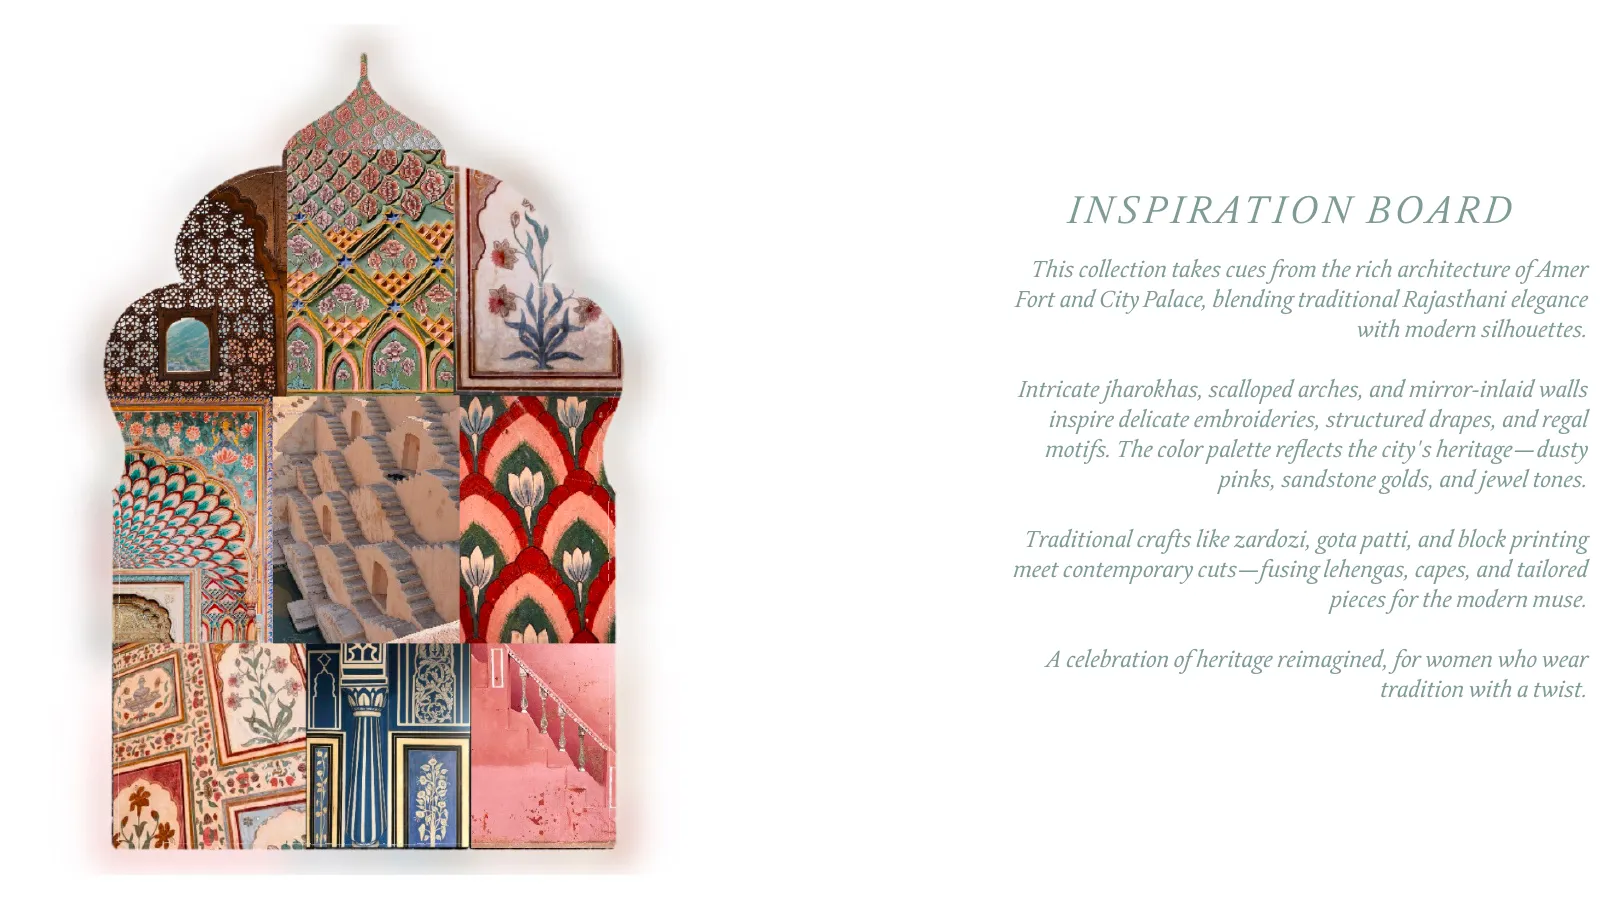 INSPIRATION BOARD
This collection takes cues from the rich architecture of Amer
Fort and City Palace, blending traditional Rajasthani elegance
with modern silhouettes.
Intricate jharokhas, scalloped arches, and mirror-inlaid walls
inspire delicate embroideries, structured drapes, and regal
motifs. The color palette reflects the city's heritage—dusty
pinks, sandstone golds, and jewel tones.
Traditional crafts like zardozi, gota patti, and block printing
meet contemporary cuts—fusing lehengas, capes, and tailored
pieces for the modern muse.
A celebration of heritage reimagined, for women who wear
tradition with a twist.